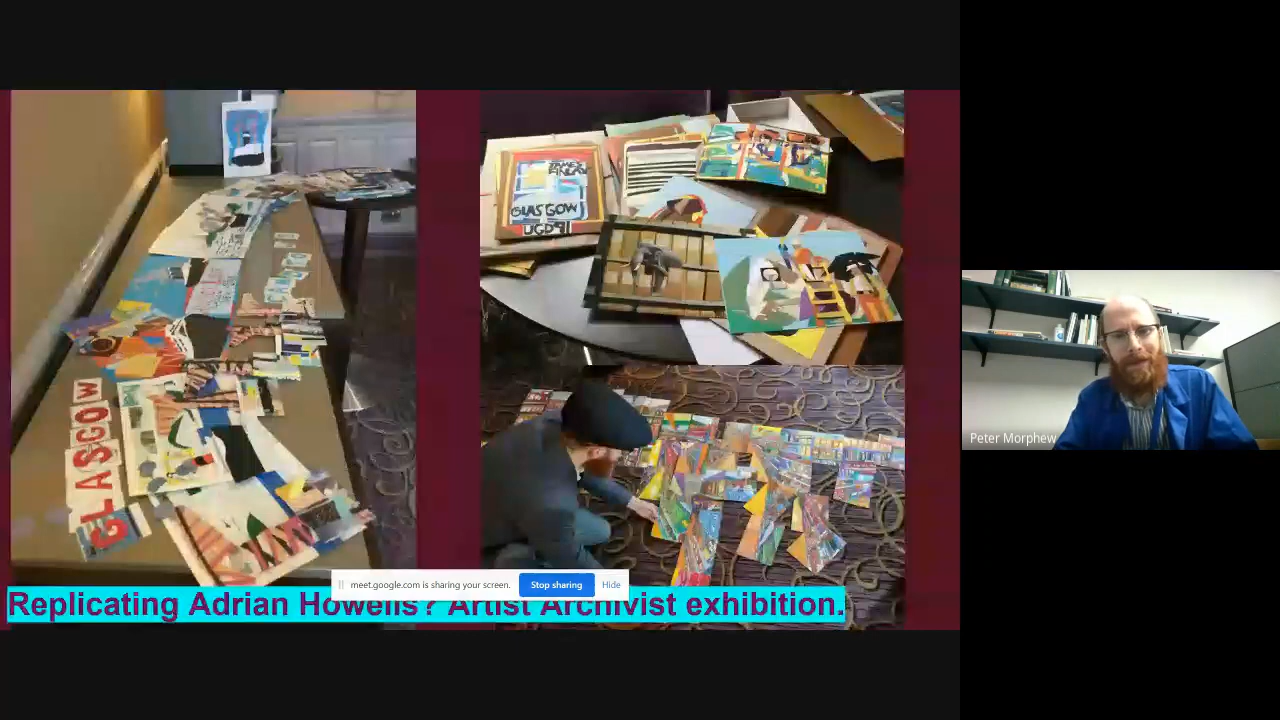 GLASGOW
GLASGOW
UGD91
Peter Morphew
meet.google.com is sharing your screen.
Stop sharing
Hide
Replicating Adrian Howells? Artist Archivist exhibition.